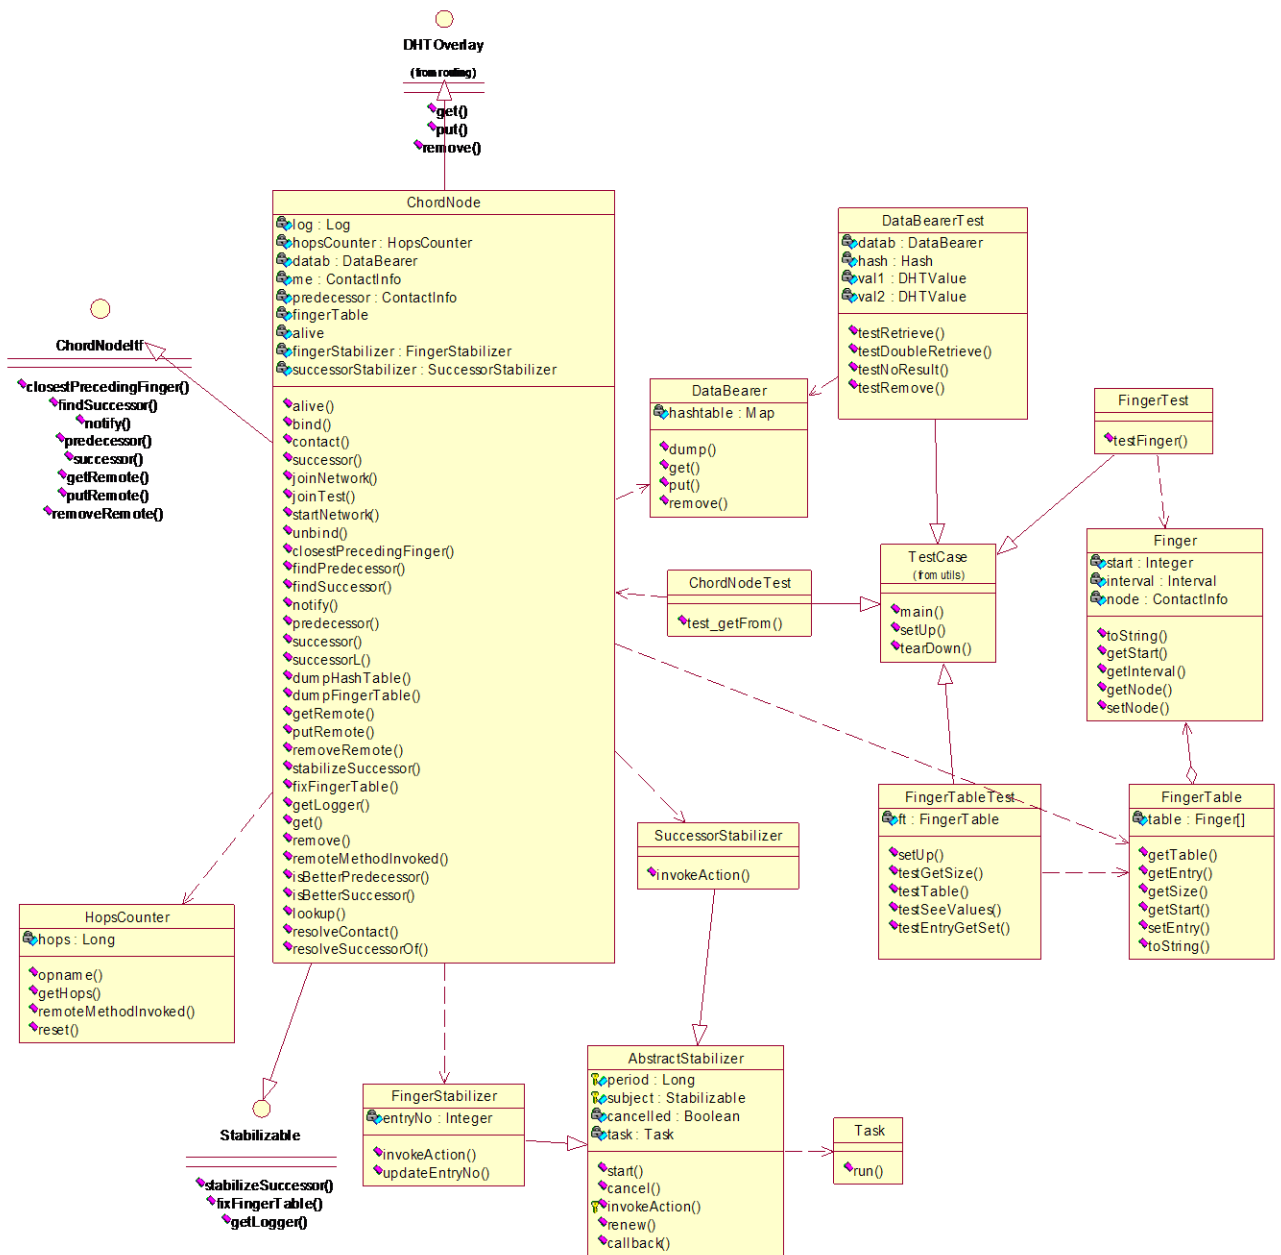 DHTOverlay
(from routing)
get()
put()
remove()
ChordNode
log : Log
hopsCounter : HopsCounter
datab : DataBearer
me : ContactInfo
predecessor : ContactInfo
fingerTable
alive
fingerStabilizer : FingerStabilizer
successorStabilizer : SuccessorStabilizer
alive()
bind()
contact()
successor()
joinNetwork()
joinTest()
startNetwork()
unbind()
closestPrecedingFinger()
findPredecessor()
findSuccessor()
notify()
predecessor()
successor()
successorL()
dumpHashTable()
dumpFingerTable()
getRemote()
putRemote()
removeRemote()
stabilizeSuccessor()
fixFingerTable()
getLogger()
get()
remove()
remoteMethodInvoked()
isBetterPredecessor()
isBetterSuccessor()
lookup()
resolveContact()
resolveSuccessorOf()
ChordNodeItf
closestPrecedingFinger()
findSuccessor()
notify()
predecessor()
successor()
getRemote()
putRemote()
removeRemote()
DataBearerTest
datab : DataBearer
hash : Hash
val1 : DHTValue
val2 : DHTValue
testRetrieve()
testDoubleRetrieve()
testNoResult()
testRemove()
DataBearer
hashtable : Map
dump()
get()
put()
remove()
FingerTest
testFinger()
TestCase
(from utils)
main()
setUp()
tearDown()
Finger
start : Integer
interval : Interval
node : ContactInfo
toString()
getStart()
getInterval()
getNode()
setNode()
ChordNodeTest
test_getFrom()
FingerTableTest
ft : FingerTable
setUp()
testGetSize()
testTable()
testSeeValues()
testEntryGetSet()
FingerTable
table : Finger[]
getTable()
getEntry()
getSize()
getStart()
setEntry()
toString()
SuccessorStabilizer
invokeAction()
HopsCounter
hops : Long
opname()
getHops()
remoteMethodInvoked()
reset()
Stabilizable
stabilizeSuccessor()
fixFingerTable()
getLogger()
FingerStabilizer
entryNo : Integer
invokeAction()
updateEntryNo()
AbstractStabilizer
period : Long
subject : Stabilizable
cancelled : Boolean
task : Task
start()
cancel()
invokeAction()
renew()
callback()
Task
run()